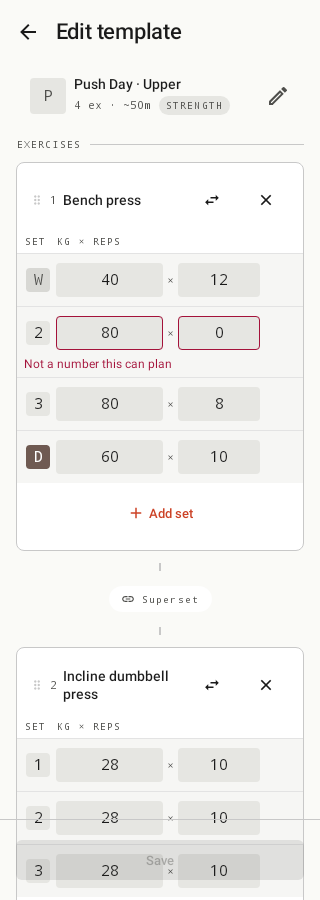 Edit template
P
Push Day · Upper
4 ex · ~50m STRENGTH
EXERCISES
1 Bench press
SET KG × REPS
W 40 × 12
2 80 × 0
Not a number this can plan
3 80 × 8
D 60 × 10
+ Add set
Superset
2 Incline dumbbell
press
SET KG × REPS
1 28 × 10
2 28 × 10
Save
3 28 × 10